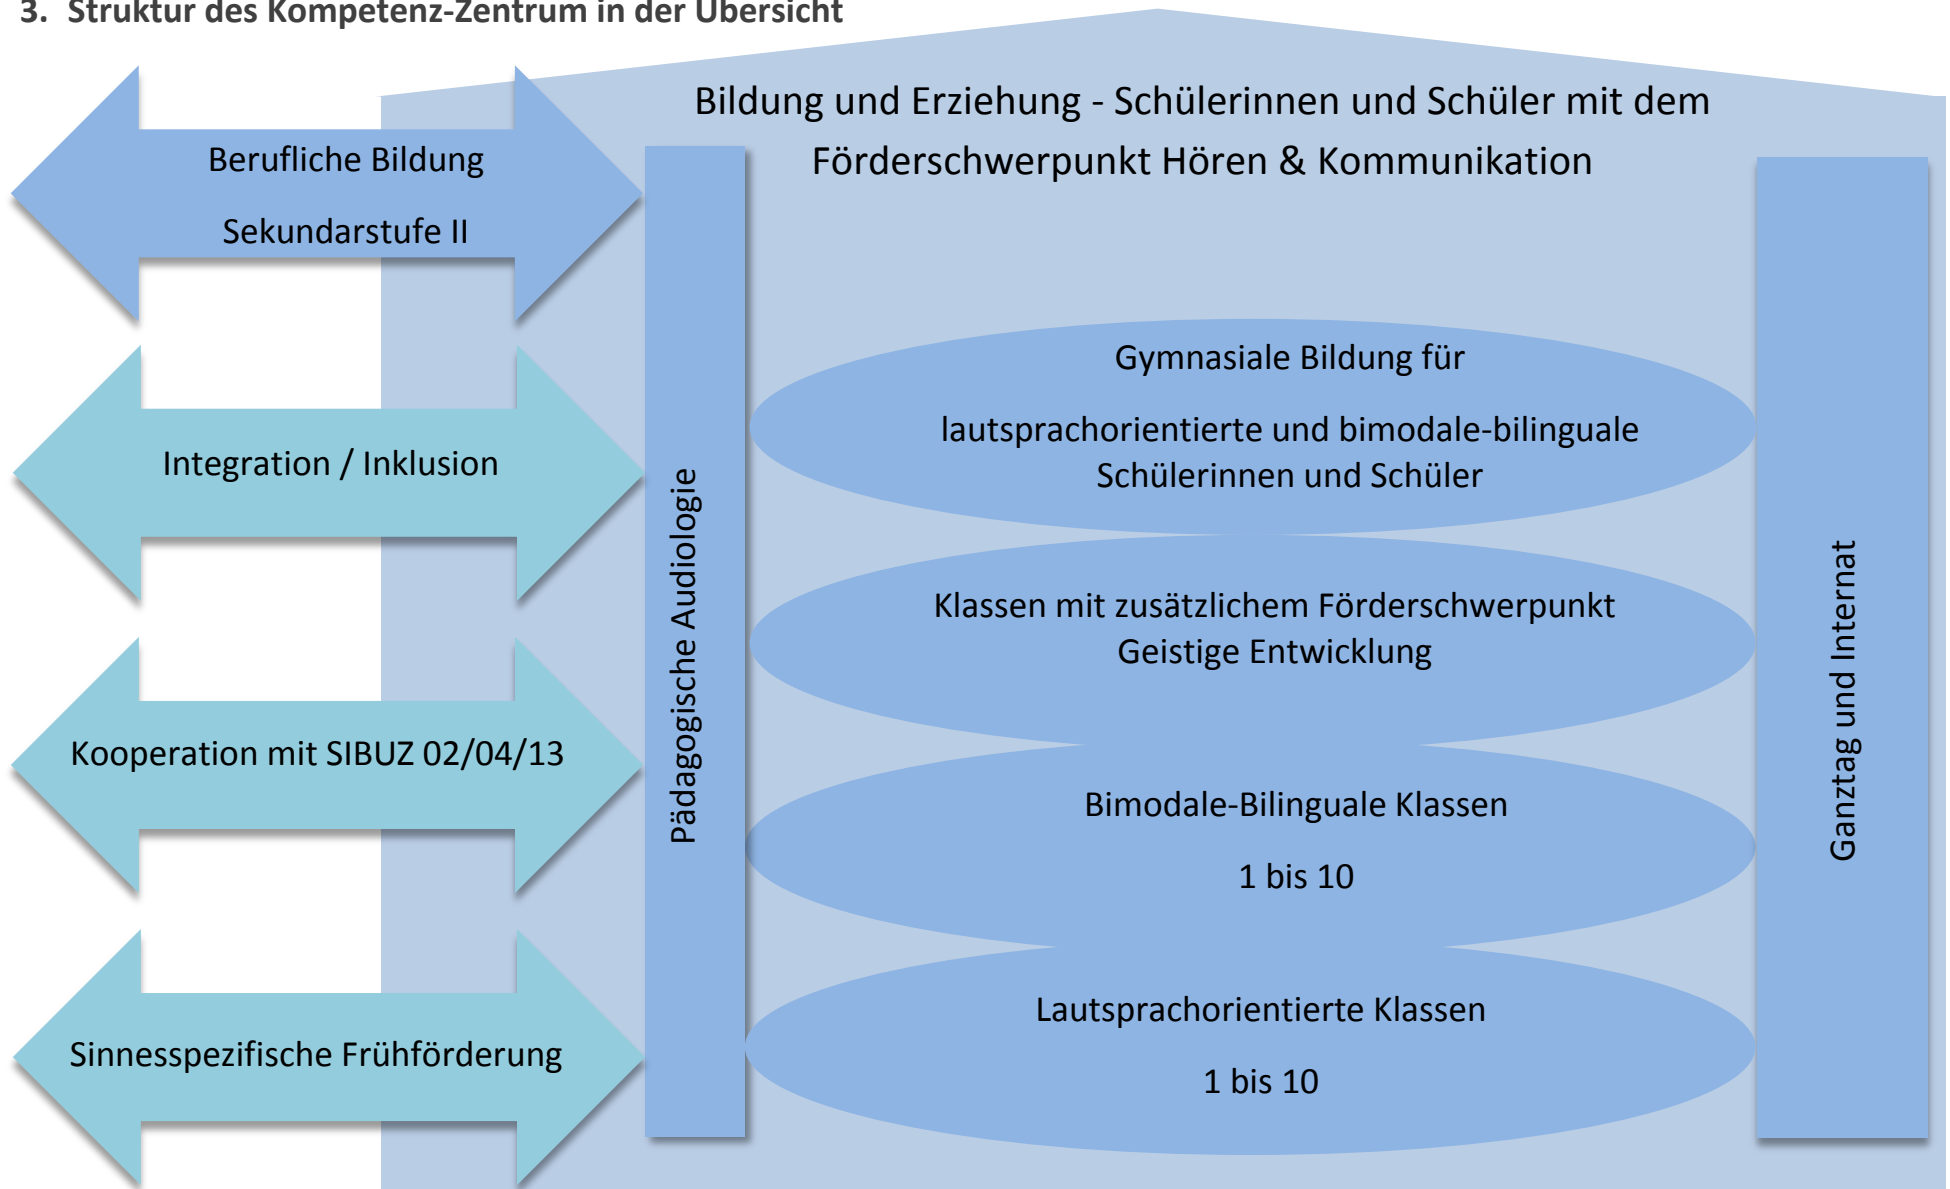 3. Struktur des Kompetenz-Zentrum in der Übersicht
Bildung und Erziehung - Schülerinnen und Schüler mit dem
Förderschwerpunkt Hören & Kommunikation
Berufliche Bildung
Sekundarstufe II
Integration / Inklusion
Kooperation mit SIBUZ 02/04/13
Sinnesspezifische Frühförderung
Pädagogische Audiologie
Gymnasiale Bildung für
lautsprachorientierte und bimodale-bilinguale
Schülerinnen und Schüler
Klassen mit zusätzlichem Förderschwerpunkt
Geistige Entwicklung
Bimodale-Bilinguale Klassen
1 bis 10
Lautsprachorientierte Klassen
1 bis 10
Ganztag und Internat